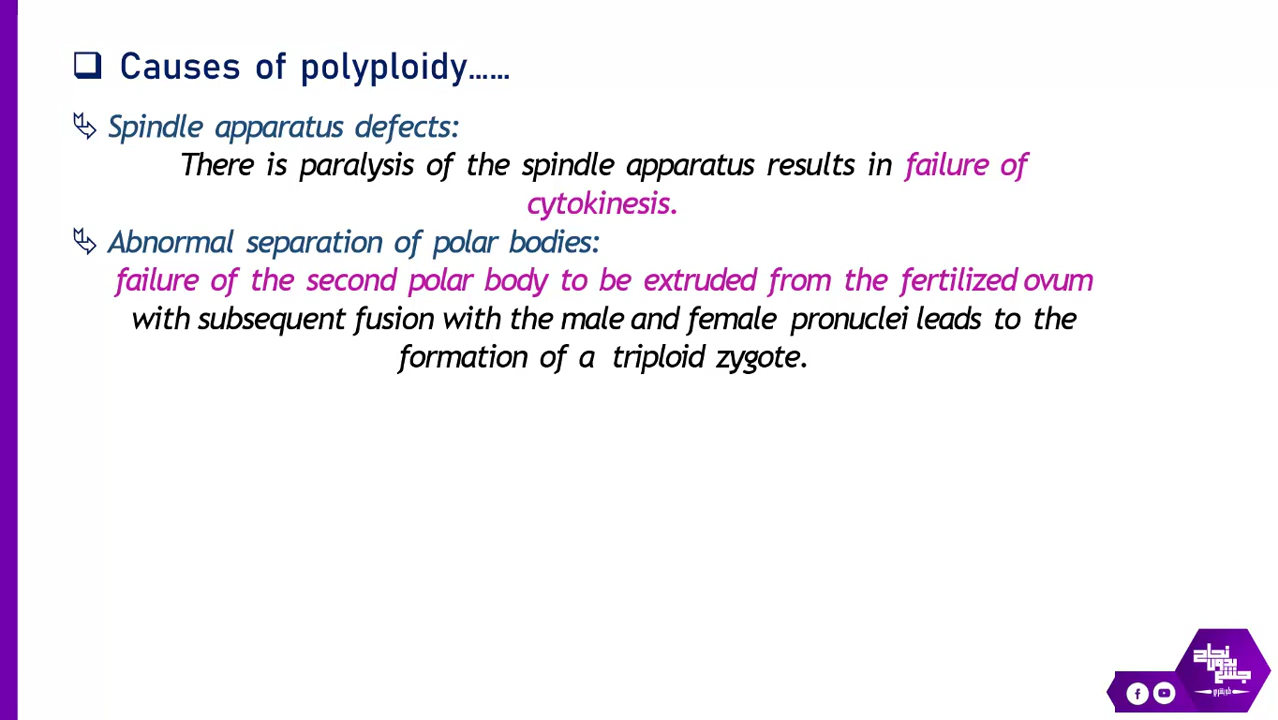 Causes of polyploidy......
Spindle apparatus defects:
There is paralysis of the spindle apparatus results in failure of
cytokinesis.
Abnormal separation of polar bodies:
failure of the second polar body to be extruded from the fertilized ovum
with subsequent fusion with the male and female pronuclei leads to the
formation of a triploid zygote.
نجاح
بدون